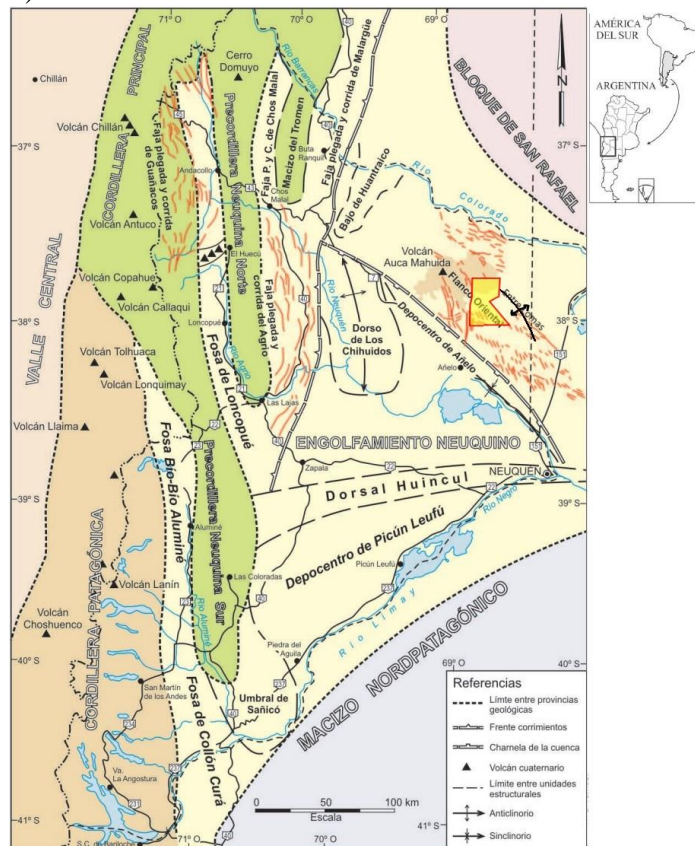 71° O
70° O
69° O
AMÉRICA
DEL SUR
ARGENTINA
N
Chillán
Cerro
Domuyo
PRINCIPAL
CORDILLERA
Río Barrancas
BLOQUE DE SAN RAFAEL
37° S
37° S
Volcán Chillán
Faja plegada y corrida
de Guañacos
Andacollo
Precordillera Neuquina
Norte
Faja P. y C. de Chos Malal
Macizo del Tromen
Buta
Ranquil
Faja plegada y corrida de Malargüe
Chos
Malal
Bajo de Huantraico
Río
Colorado
Volcán Antuco
El Huecú
Volcán
Auca Mahuida
VALLE CENTRAL
Volcán Copahue
Volcán Callaqui
Loncopué
Faja plegada y
corrida del Agrio
Río
Neuquén
Dorso
de Los
Chihuidos
Depocentro de Añelo
Flanco Oriental
Entrelomas
38° S
38° S
Añelo
Volcán Tolhuaca
Volcán Lonquimay
Fosa de Loncopué
Río Agrio
Las Lajas
Volcán Llaima
Fosa Bío-Bío Aluminé
Precordillera Neuquina Sur
ENGOLFAMIENTO NEUQUINO
Zapala
NEUQUÉN
Dorsal Huincul
Río Negro
39° S
39° S
Aluminé
Depocentro de Picún Leufú
Picún Leufú
Las Coloradas
Río Aluminé
Volcán Lanín
CORDILLERA PATAGÓNICA
Volcán
Choshuenco
Río Limay
MACIZO NORDPATAGÓNICO
Piedra del
Aguila
40° S
69° O
40° S
San Martín
de los Andes
Fosa de Collón Curá
Umbral de
Sañicó
Va.
La Angostura
0 50 100 km
Escala
41° S
S.C. de Bariloche
71° O
70° O
41° S
Referencias
Límite entre provincias
geológicas
Frente corrimientos
Charnela de la cuenca
Volcán cuaternario
Límite entre unidades
estructurales
Anticlinorio
Sinclinorio